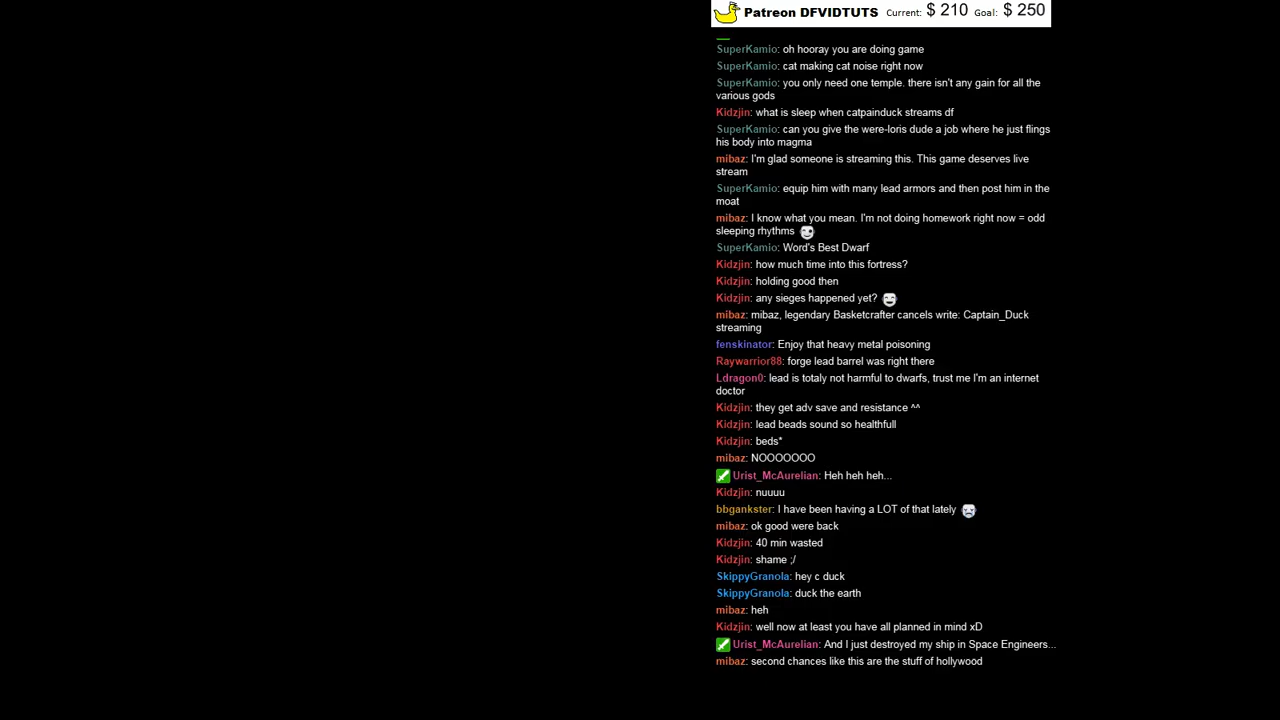 Patreon DFVIDTUTS Current: $ 210 Goal: $ 250
SuperKamio: oh hooray you are doing game
SuperKamio: cat making cat noise right now
SuperKamio: you only need one temple. there isn't any gain for all the
various gods
Kidzjin: what is sleep when catpainduck streams df
SuperKamio: can you give the were-loris dude a job where he just flings
his body into magma
mibaz: I'm glad someone is streaming this. This game deserves live
stream
SuperKamio: equip him with many lead armors and then post him in the
moat
mibaz: I know what you mean. I'm not doing homework right now = odd
sleeping rhythms
SuperKamio: Word's Best Dwarf
Kidzjin: how much time into this fortress?
Kidzjin: holding good then
Kidzjin: any sieges happened yet?
mibaz: mibaz, legendary Basketcrafter cancels write: Captain_Duck
streaming
fenskinator: Enjoy that heavy metal poisoning
Raywarrior88: forge lead barrel was right there
Ldragon0: lead is totaly not harmful to dwarfs, trust me I'm an internet
doctor
Kidzjin: they get adv save and resistance ^^
Kidzjin: lead beads sound so healthfull
Kidzjin: beds*
mibaz: NOOOOOOO
Urist_McAurelian: Heh heh heh...
Kidzjin: nuuuu
bbgankster: I have been having a LOT of that lately
mibaz: ok good were back
Kidzjin: 40 min wasted
Kidzjin: shame ;/
SkippyGranola: hey c duck
SkippyGranola: duck the earth
mibaz: heh
Kidzjin: well now at least you have all planned in mind xD
Urist_McAurelian: And I just destroyed my ship in Space Engineers...
mibaz: second chances like this are the stuff of hollywood